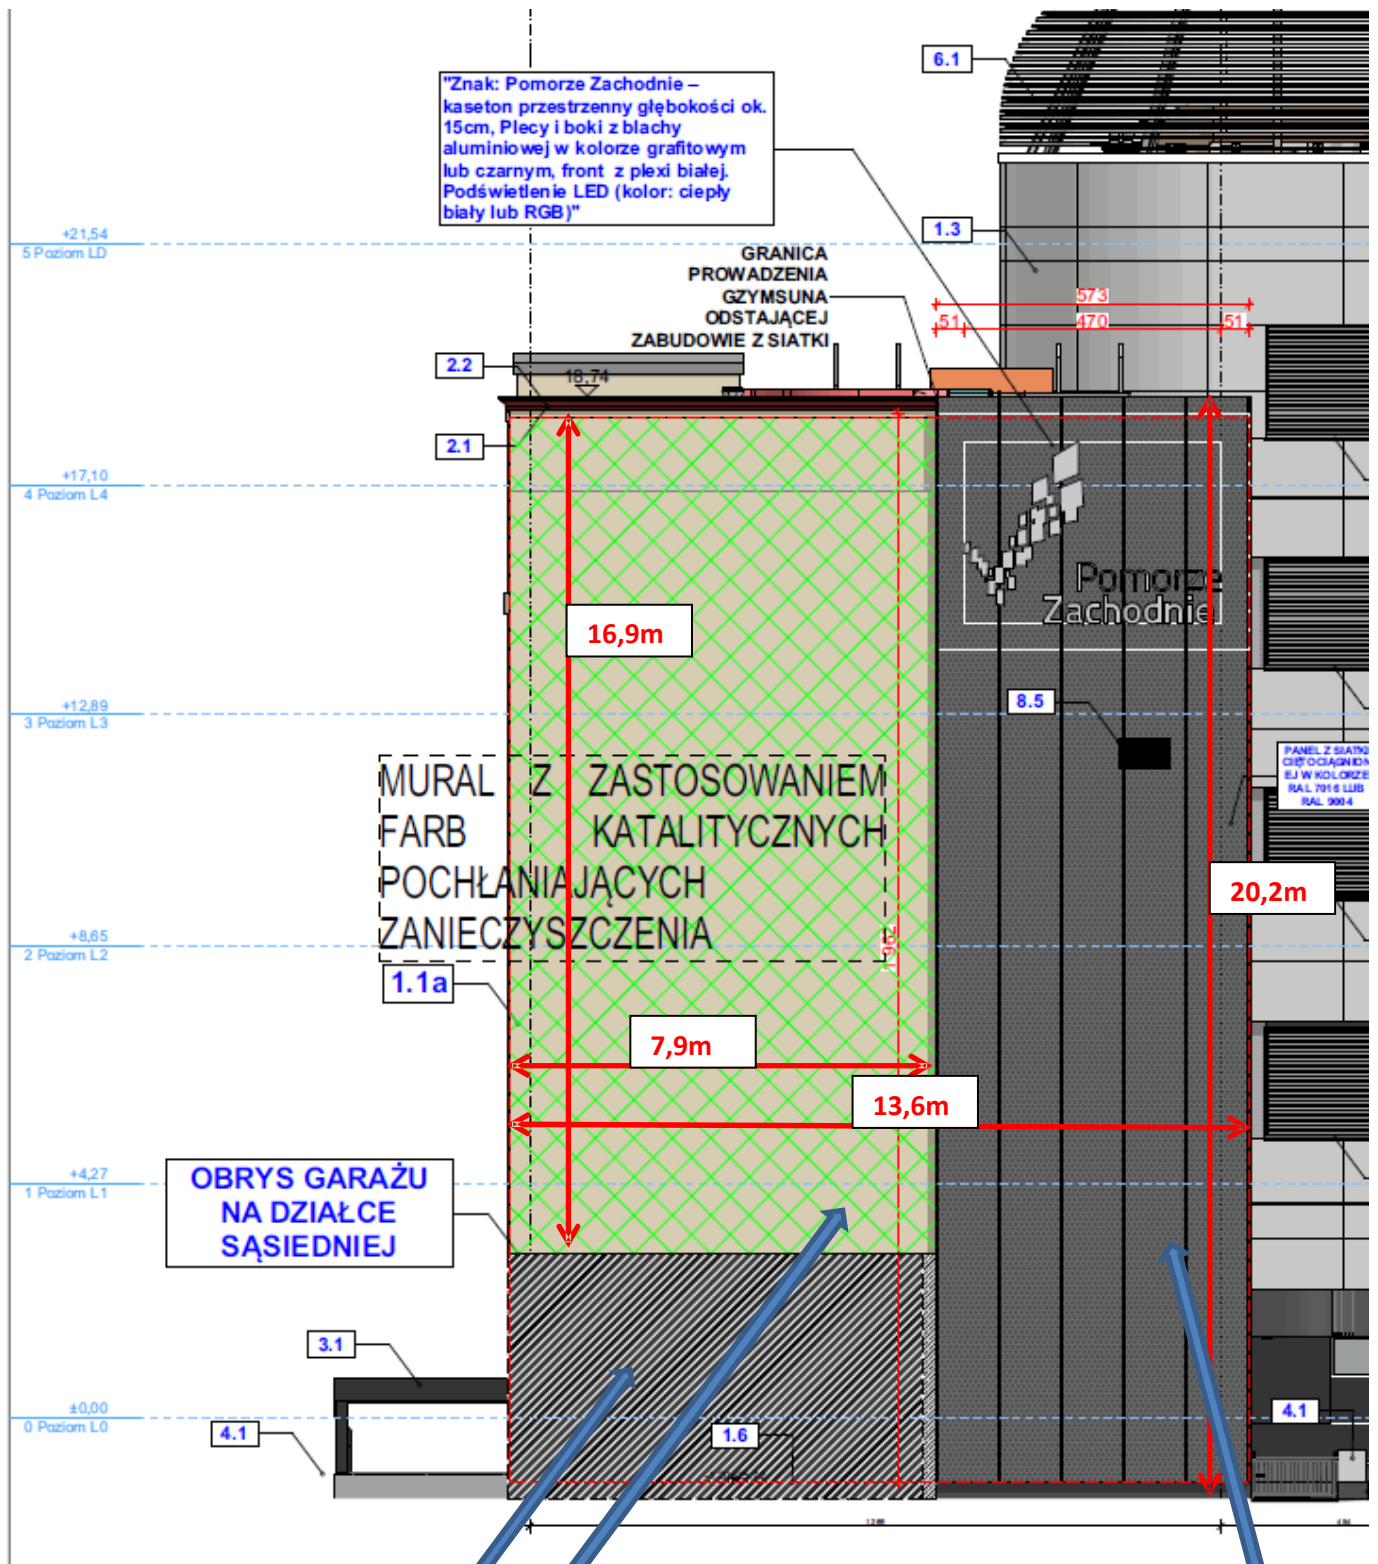 6.1
"Znak: Pomorze Zachodnie –
kaseton przestrzenny głębokości ok.
15cm, Plecy i boki z blachy
aluminiowej w kolorze grafitowym
lub czarnym, front z plexi białej.
Podświetlenie LED (kolor: ciepły
biały lub RGB)"
1.3
+21,54
5 Poziom LD
GRANICA
PROWADZENIA
GZYMSUNA
ODSTAJĄCEJ
ZABUDOWIE Z SIATKI
573
51 470 51
2.2
18,74
2.1
+17,10
4 Poziom L4
Pomorze
Zachodnie
16,9m
8.5
+12,89
3 Poziom L3
PANEL Z SIATKI
CIĘTOCIĄGNION
EJ W KOLORZE
RAL 7016 LUB
RAL 9004
MURAL Z ZASTOSOWANIEM
FARB KATALITYCZNYCH
POCHŁANIAJĄCYCH
ZANIECZYSZCZENIA
20,2m
+8,65
2 Poziom L2
1.1a
7,9m
13,6m
+4,27
1 Poziom L1
OBRYS GARAŻU
NA DZIAŁCE
SĄSIEDNIEJ
3.1
±0,00
0 Poziom L0
4.1
1.6
4.1